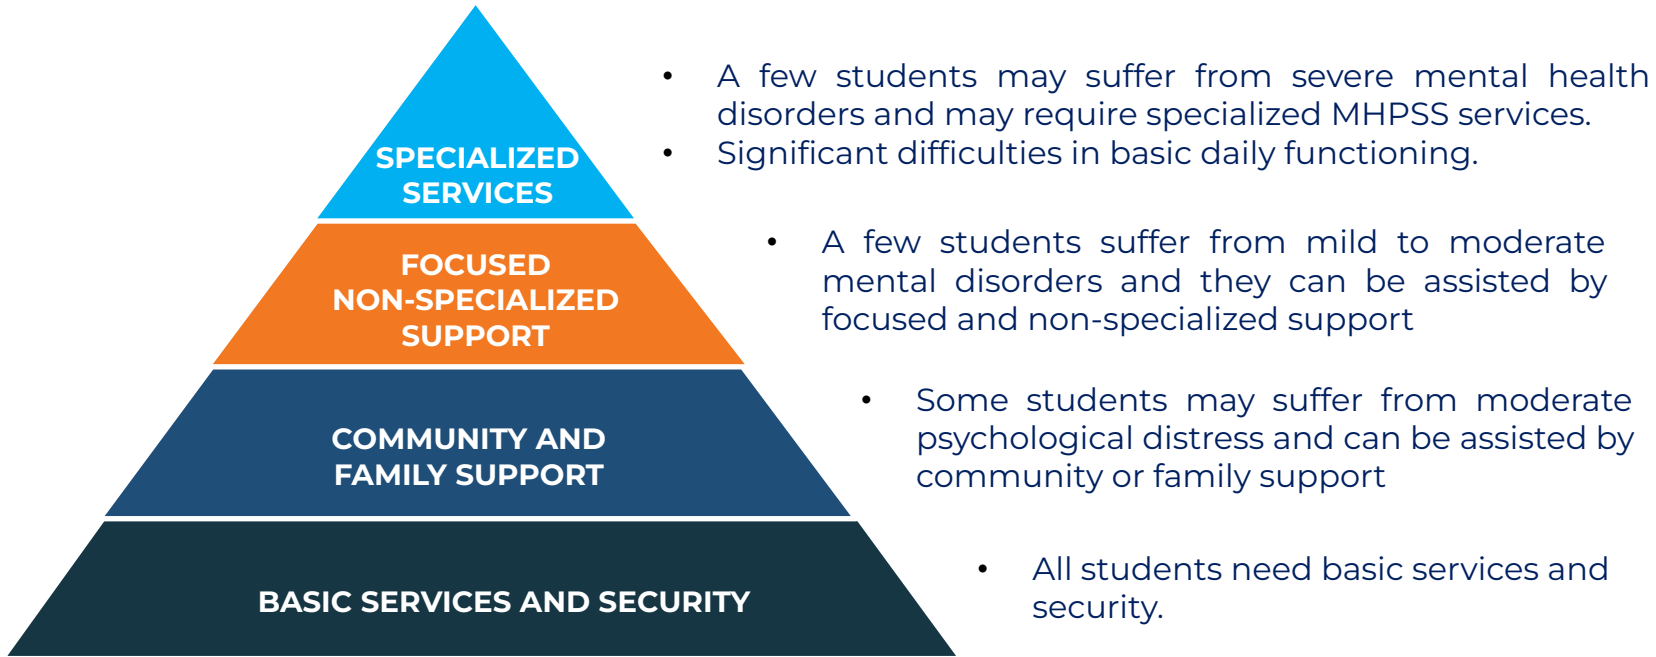 SPECIALIZED
SERVICES
• A few students may suffer from severe mental health
disorders and may require specialized MHPSS services.
• Significant difficulties in basic daily functioning.
FOCUSED
NON-SPECIALIZED
SUPPORT
• A few students suffer from mild to moderate
mental disorders and they can be assisted by
focused and non-specialized support
COMMUNITY AND
FAMILY SUPPORT
• Some students may suffer from moderate
psychological distress and can be assisted by
community or family support
BASIC SERVICES AND SECURITY
• All students need basic services and
security.